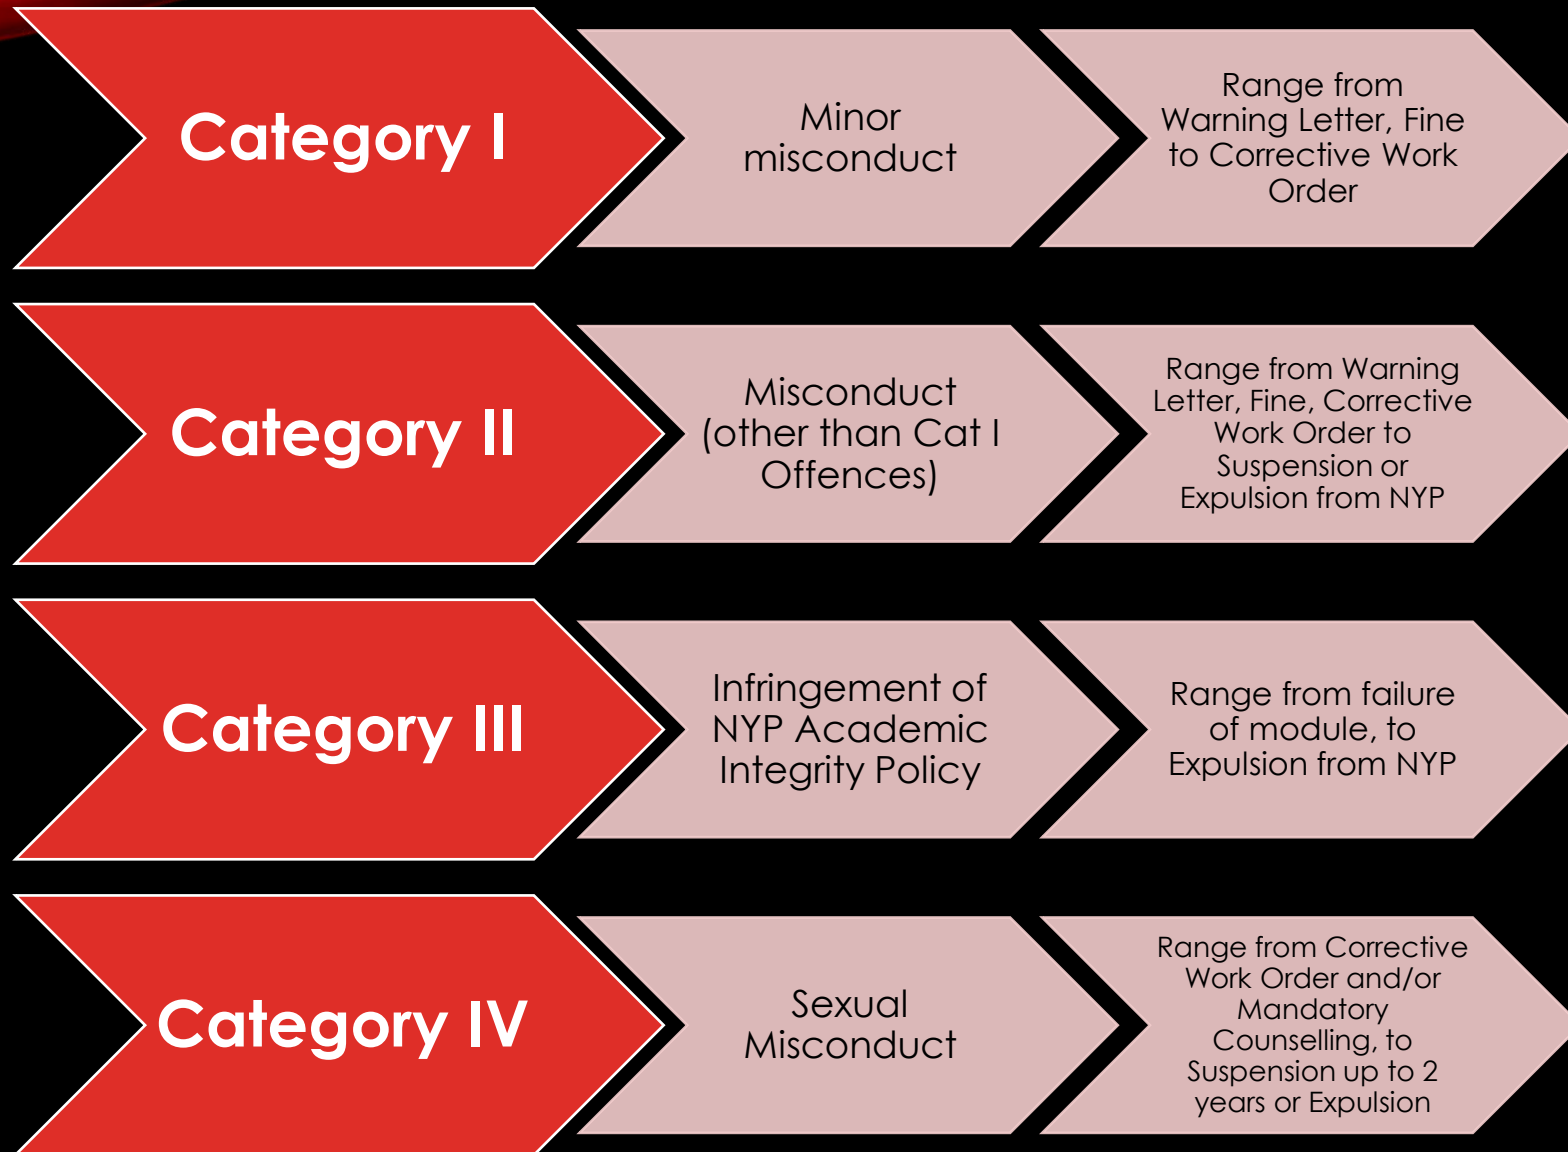 Category I
Minor
misconduct
Range from
Warning Letter, Fine
to Corrective Work
Order
Category II
Misconduct
(other than Cat I
Offences)
Range from Warning
Letter, Fine, Corrective
Work Order to
Suspension or
Expulsion from NYP
Category III
Infringement of
NYP Academic
Integrity Policy
Range from failure
of module, to
Expulsion from NYP
Category IV
Sexual
Misconduct
Range from Corrective
Work Order and/or
Mandatory
Counselling, to
Suspension up to 2
years or Expulsion